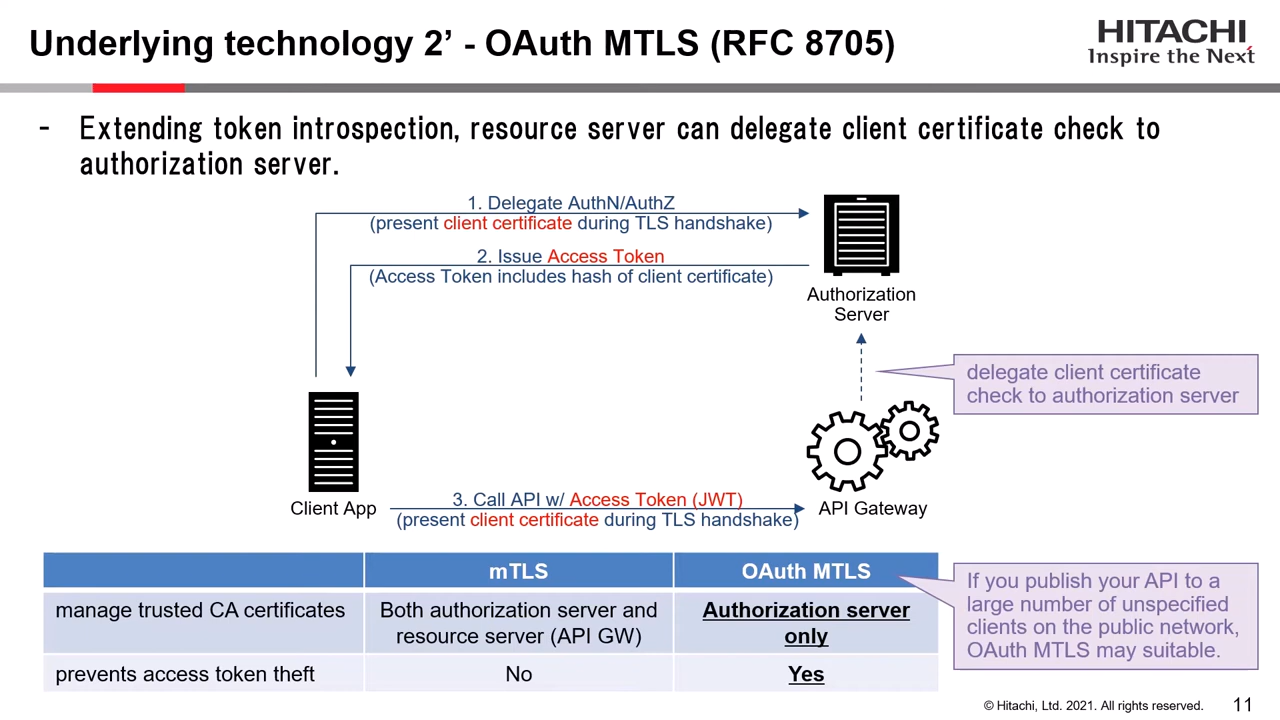 Underlying technology 2’ - OAuth MTLS (RFC 8705)
HITACHI
Inspire the Next
- Extending token introspection, resource server can delegate client certificate check to
authorization server.
1. Delegate AuthN/AuthZ
(present client certificate during TLS handshake)
2. Issue Access Token
(Access Token includes hash of client certificate)
Authorization
Server
delegate client certificate
check to authorization server
Client App
3. Call API w/ Access Token (JWT)
(present client certificate during TLS handshake)
API Gateway
mTLS
OAuth MTLS
manage trusted CA certificates
Both authorization server and
resource server (API GW)
Authorization server
only
prevents access token theft
No
Yes
If you publish your API to a
large number of unspecified
clients on the public network,
OAuth MTLS may suitable.
© Hitachi, Ltd. 2021. All rights reserved.
11